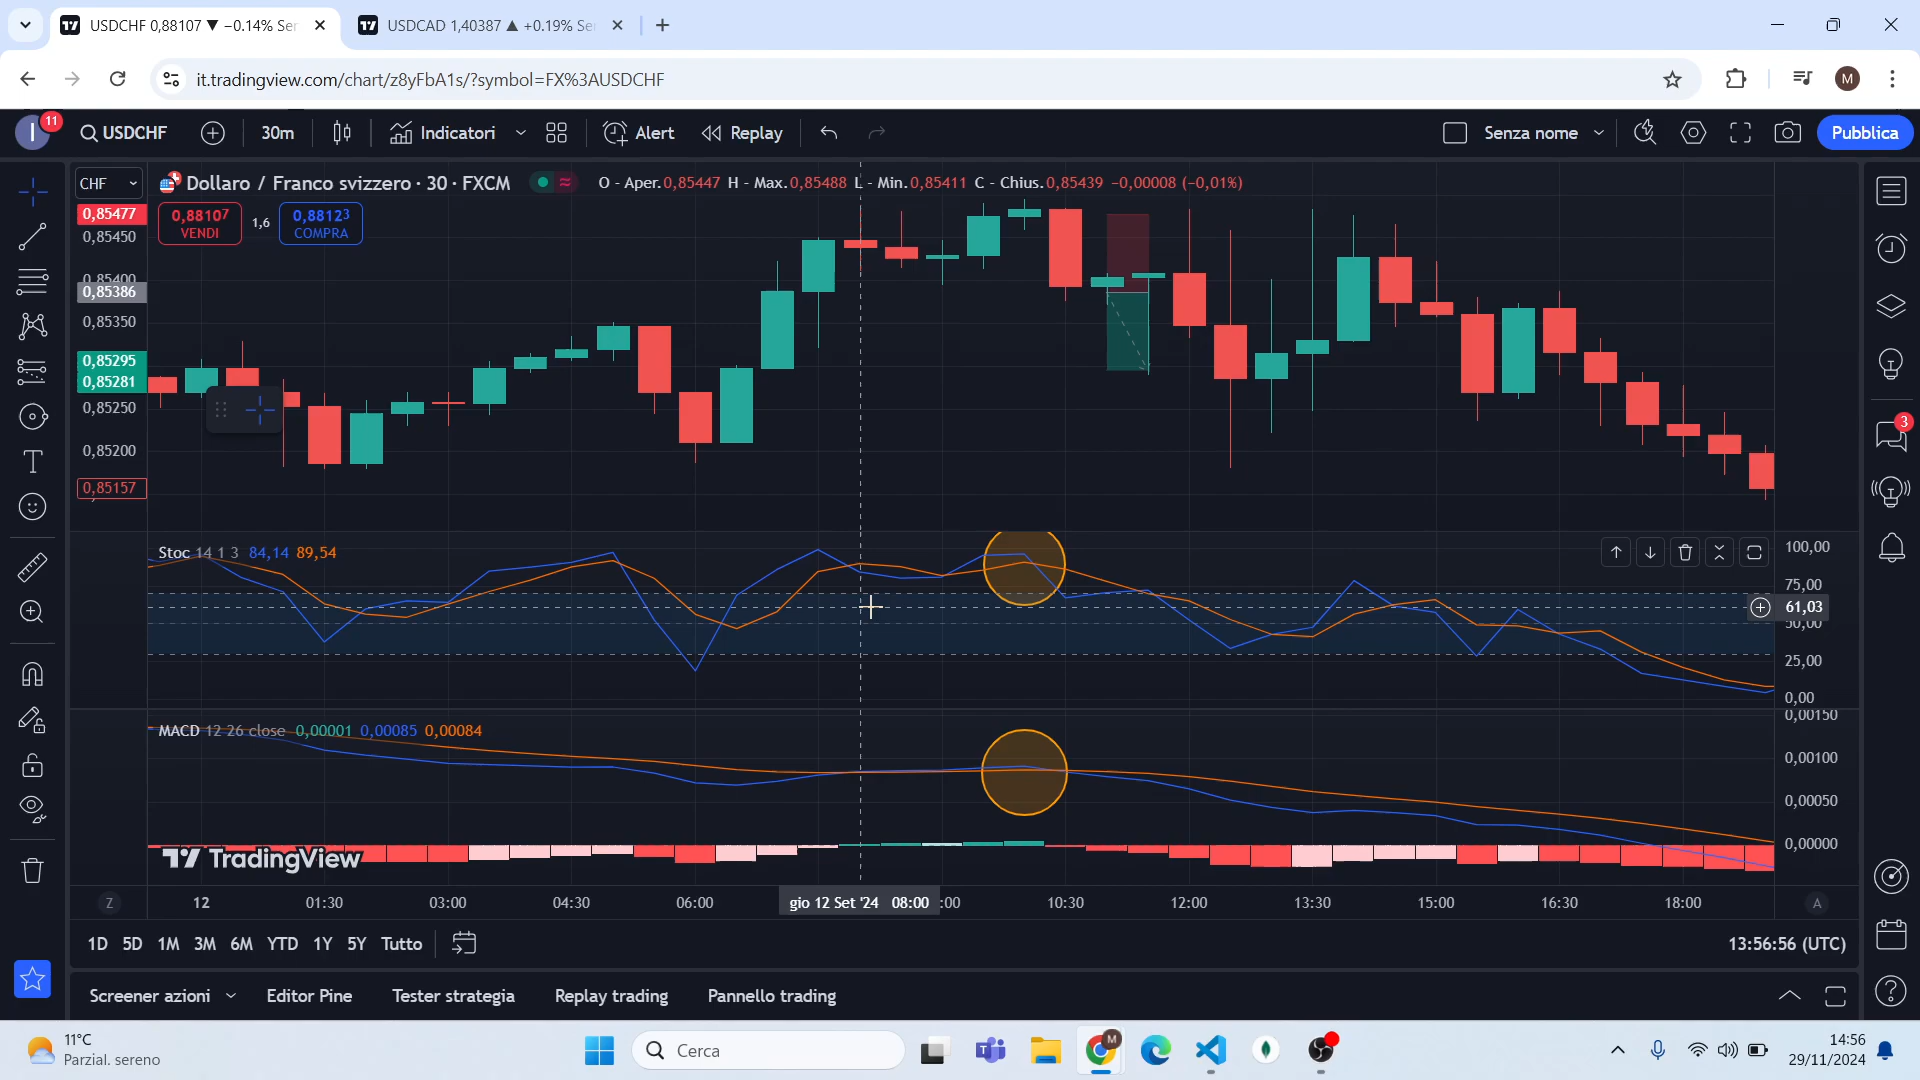 USDCHF 0,88107 ▼ −0.14% Se
USDCAD 1,40387 ▲ +0.19% Se
it.tradingview.com/chart/z8yFbA1s/?symbol=FX%3AUSDCHF
M
I
11
USDCHF
30m
Indicatori
Alert
Replay
Senza nome
Pubblica
CHF
Dollaro / Franco svizzero · 30 · FXCM
O - Aper.0,85447 H - Max.0,85488 L - Min.0,85411 C - Chius.0,85439 −0,00008 (−0,01%)
0,88107
VENDI
1,6
0,88123
COMPRA
0,85477
0,85450
0,85400
0,85386
0,85350
0,85295
0,85281
0,85250
0,85200
0,85157
Stoc 14 1 3 84,14 89,54
100,00
75,00
61,03
50,00
25,00
0,00
MACD 12 26 close 0,00001 0,00085 0,00084
0,00150
0,00100
0,00050
0,00000
TradingView
3
Z
12
01:30
03:00
04:30
06:00
gio 12 Set '24 08:00
:00
10:30
12:00
13:30
15:00
16:30
18:00
A
1D 5D 1M 3M 6M YTD 1Y 5Y Tutto
13:56:56 (UTC)
Screener azioni
Editor Pine
Tester strategia
Replay trading
Pannello trading
11°C
Parzial. sereno
Cerca
M
14:56
29/11/2024